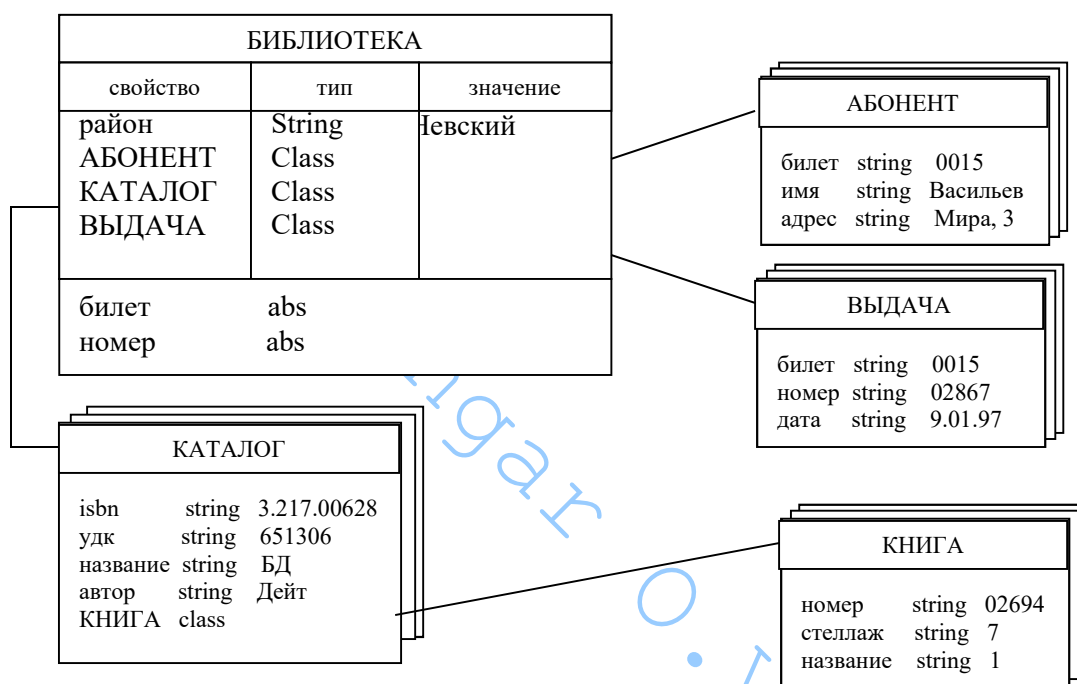 БИБЛИОТЕКА
свойство тип значение
район String Невский
АБОНЕНТ Class
КАТАЛОГ Class
ВЫДАЧА Class
билет abs
номер abs
АБОНЕНТ
билет string 0015
имя string Васильев
адрес string Мира, 3
ВЫДАЧА
билет string 0015
номер string 02867
дата string 9.01.97
КАТАЛОГ
isbn string 3.217.00628
удк string 651306
название string БД
автор string Дейт
КНИГА class
КНИГА
номер string 02694
стеллаж string 7
название string 1